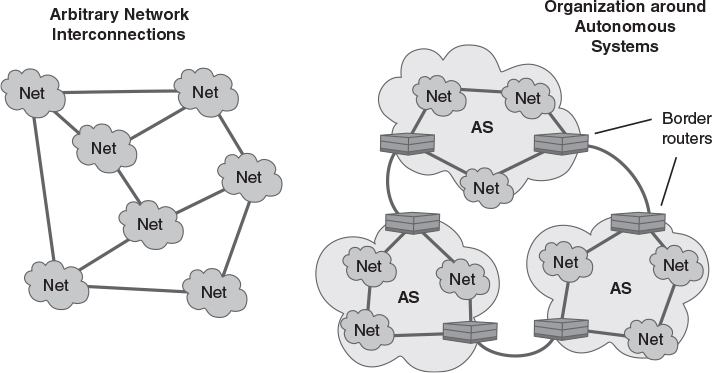 Arbitrary Network
Interconnections
Net
Net
Net
Net
Net
Net
Net
Organization around
Autonomous
Systems
Net
Net
AS
Net
Border
routers
Net
Net
AS
Net
Net
Net
AS
Net